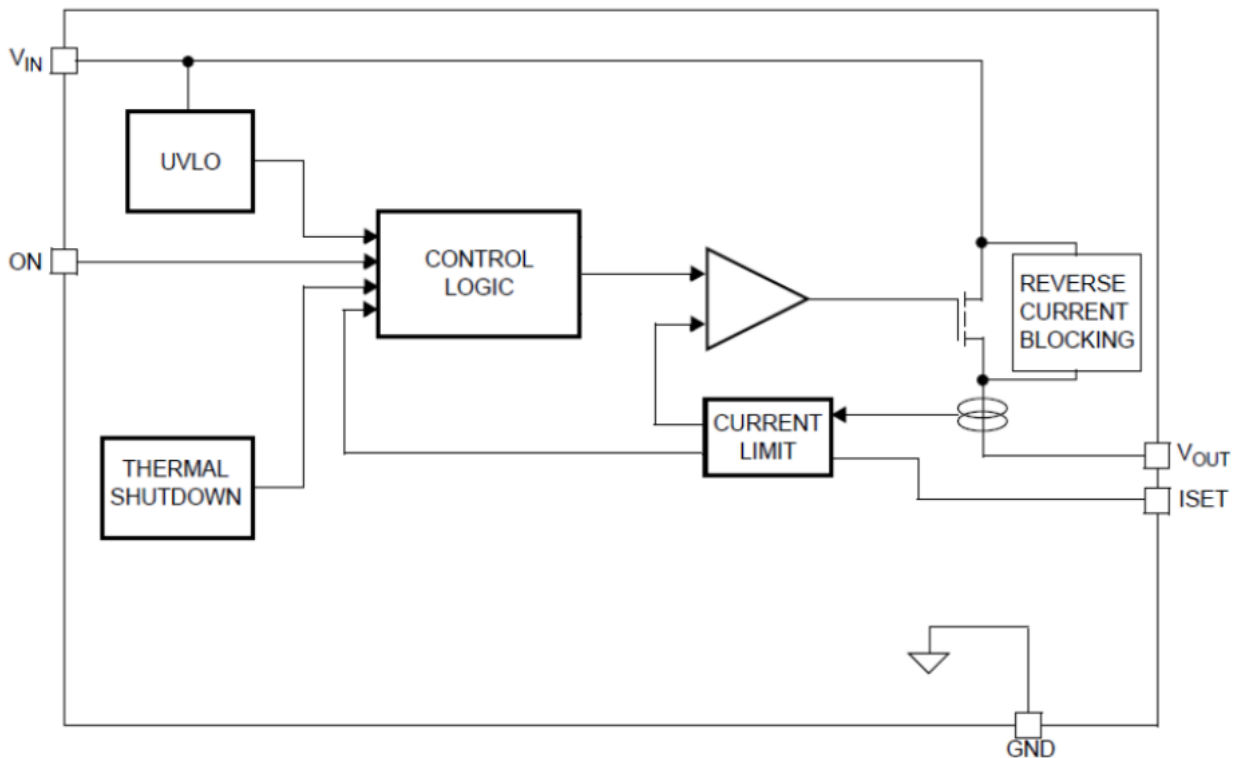 VIN
UVLO
ON
CONTROL
LOGIC
REVERSE
CURRENT
BLOCKING
CURRENT
LIMIT
THERMAL
SHUTDOWN
VOUT
ISET
GND